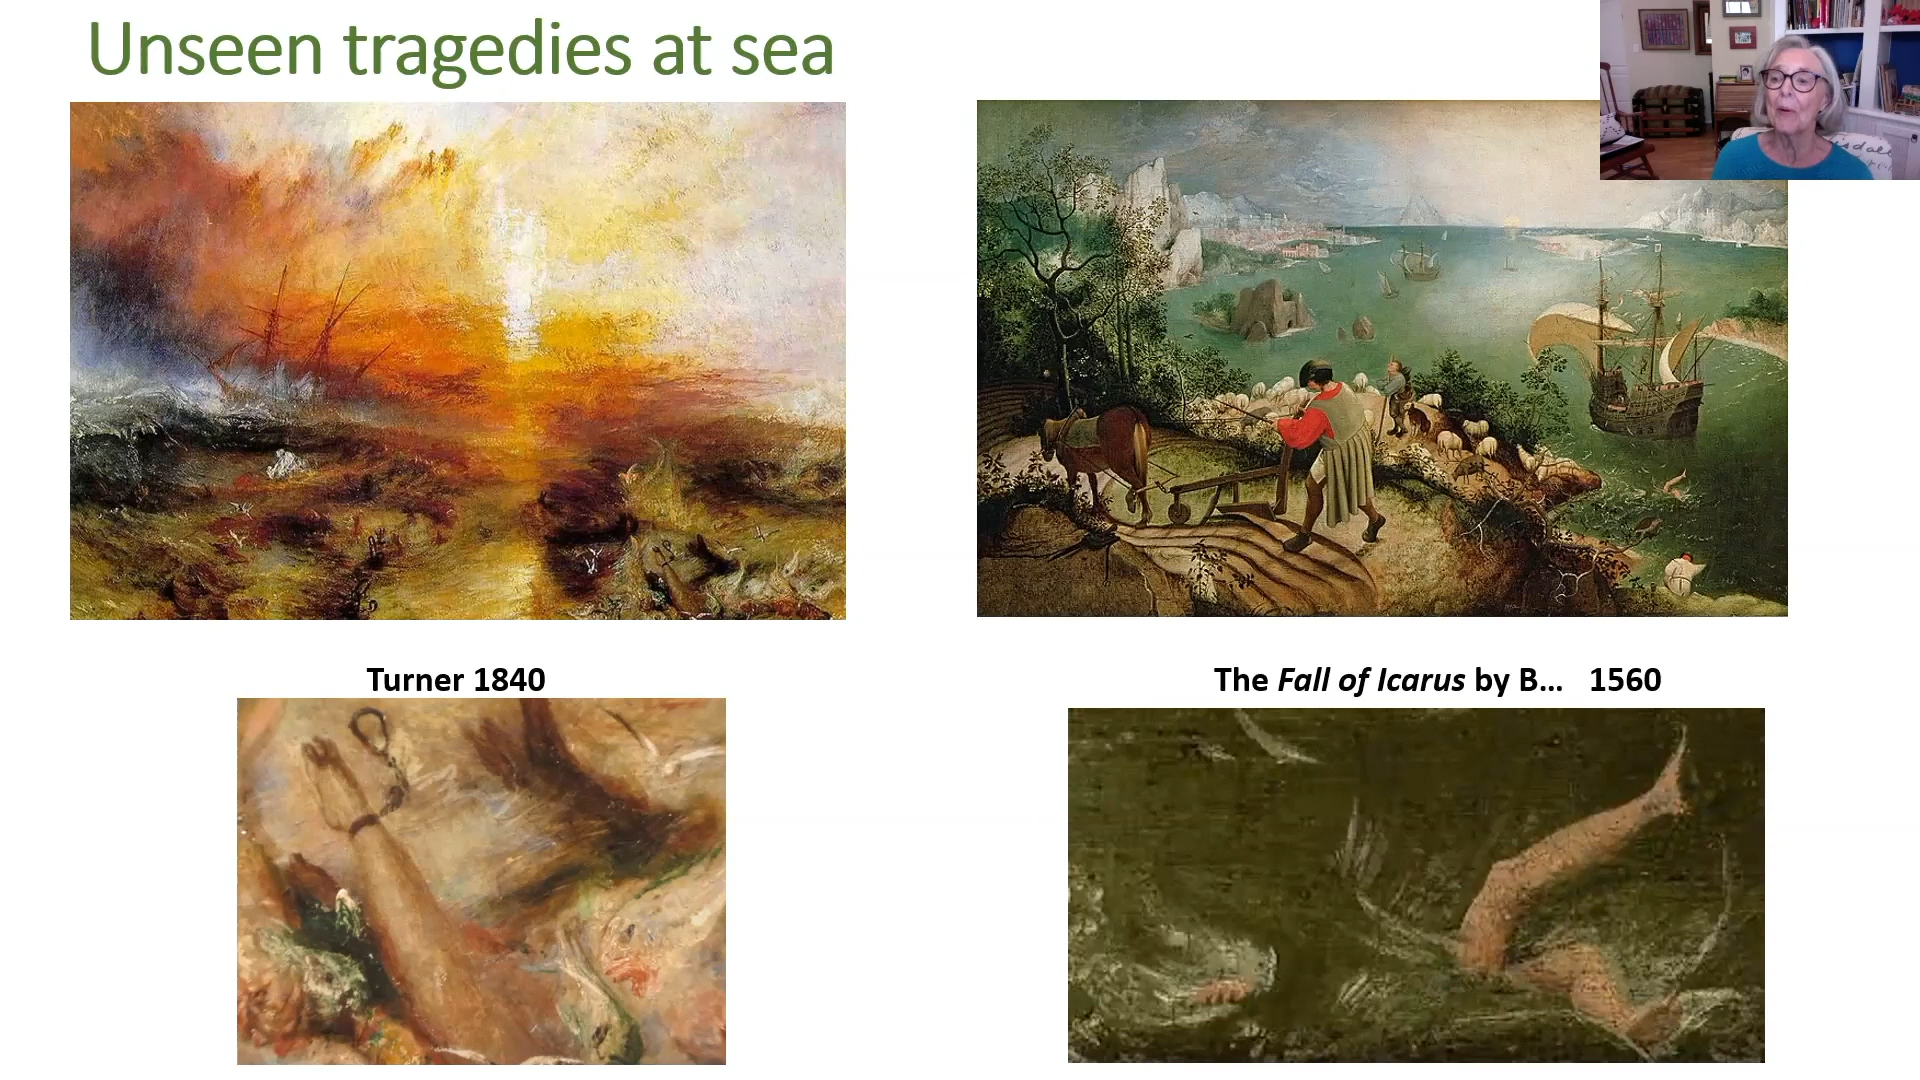 Unseen tragedies at sea
Turner 1840
The Fall of Icarus by B... 1560